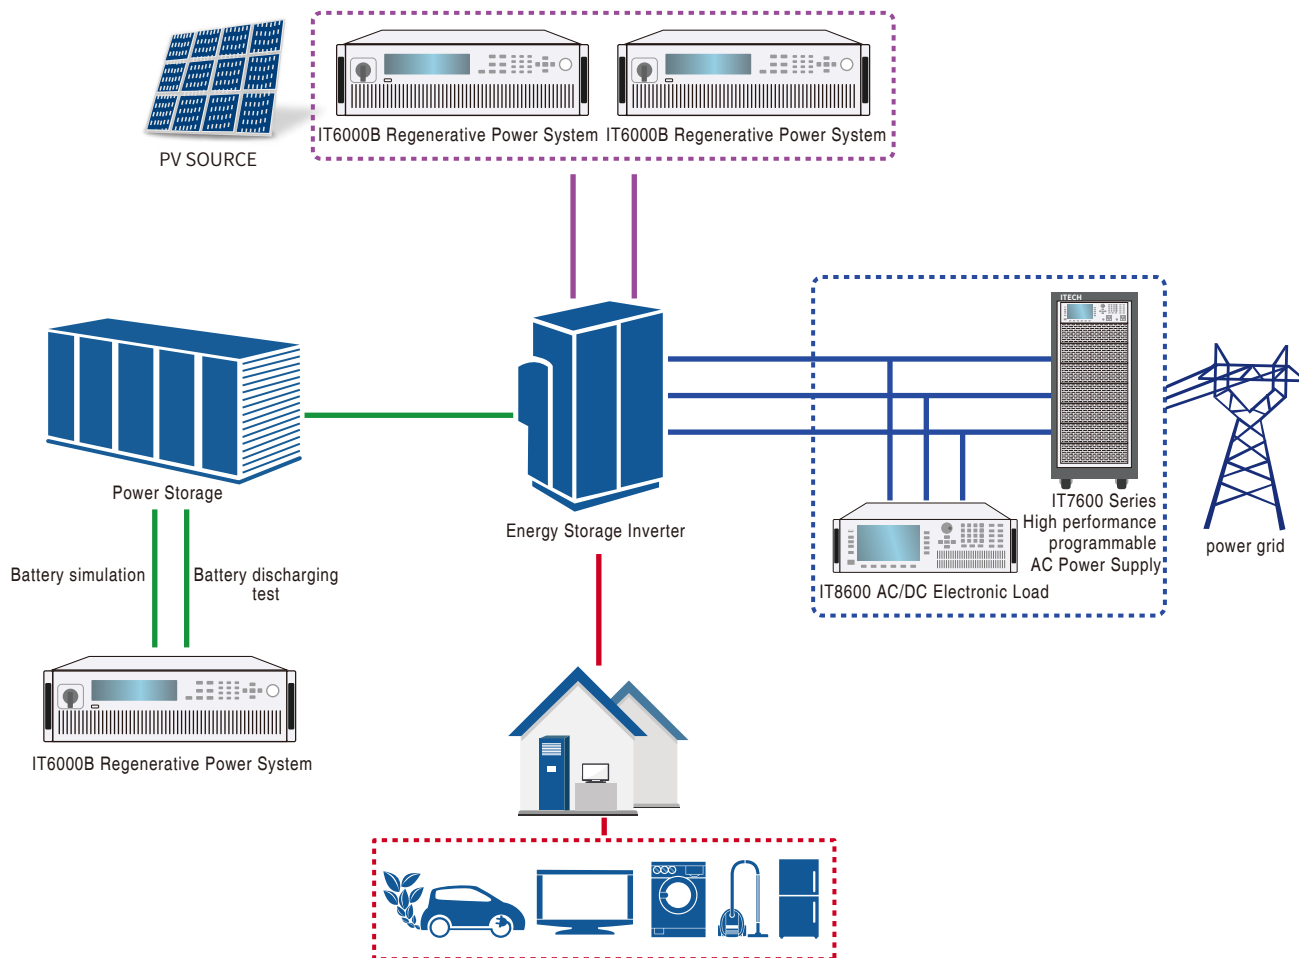 IT6000B Regenerative Power System
IT6000B Regenerative Power System
PV SOURCE
ITECH
Power Storage
Energy Storage Inverter
IT7600 Series
High performance
programmable
AC Power Supply
power grid
Battery simulation
Battery discharging
test
IT8600 AC/DC Electronic Load
IT6000B Regenerative Power System